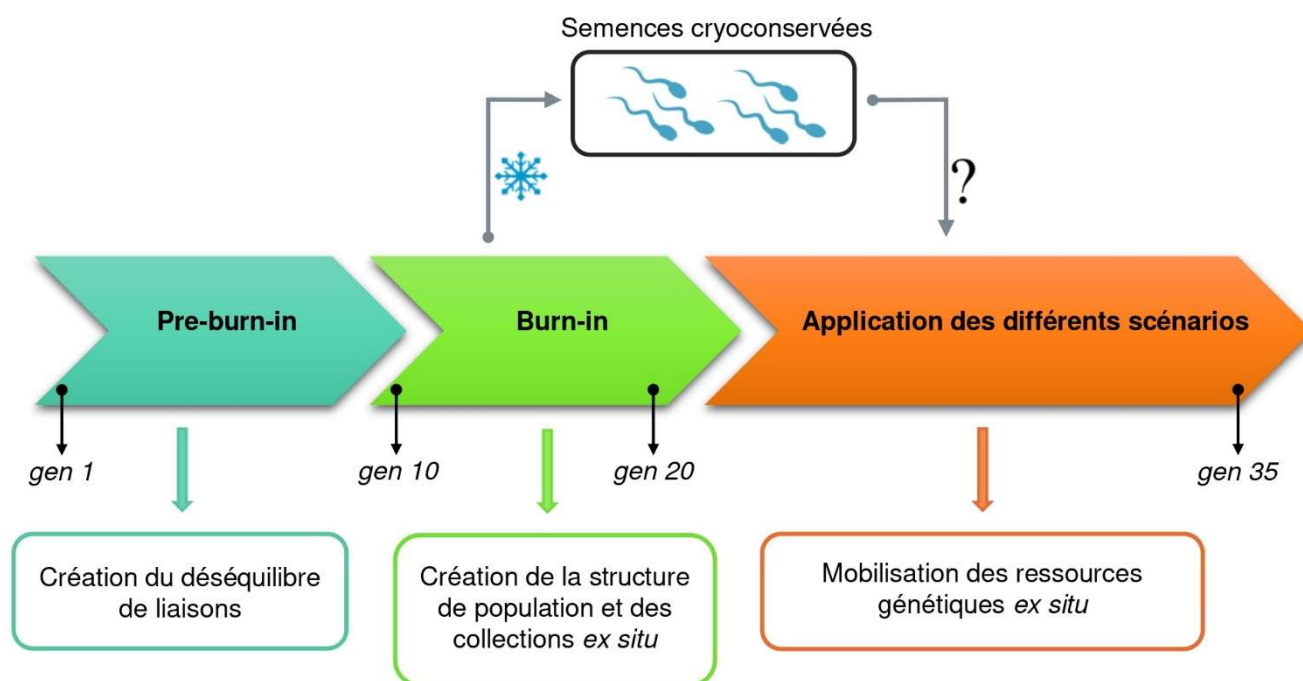 Semences cryoconservées
?
Pre-burn-in
Burn-in
Application des différents scénarios
gen 1
gen 10
gen 20
gen 35
Création du déséquilibre
de liaisons
Création de la structure
de population et des
collections ex situ
Mobilisation des ressources
génétiques ex situ